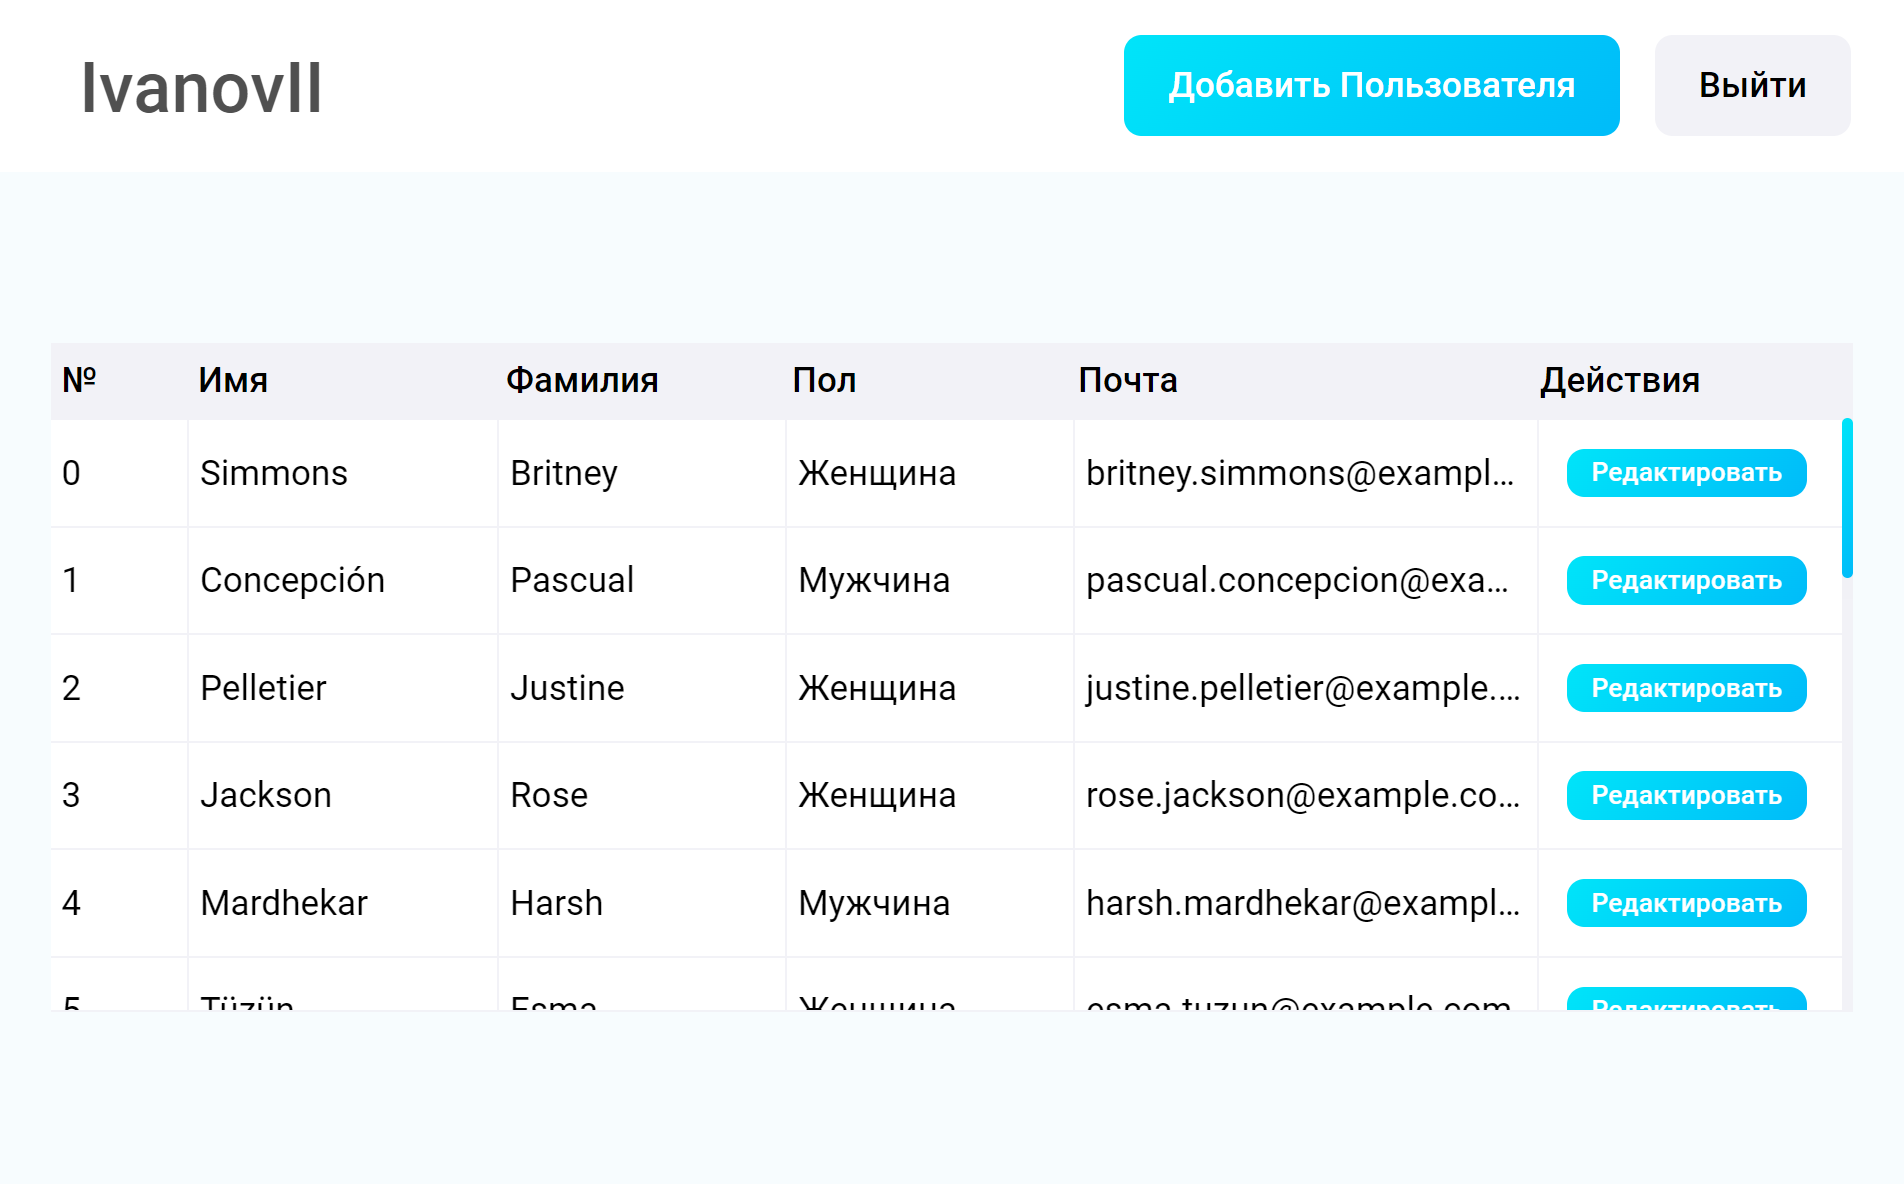 IvanovII
Добавить Пользователя
Выйти
№ Имя Фамилия Пол Почта Действия
0 Simmons Britney Женщина britney.simmons@exampl... Редактировать
1 Concepción Pascual Мужчина pascual.concepcion@exa... Редактировать
2 Pelletier Justine Женщина justine.pelletier@example.... Редактировать
3 Jackson Rose Женщина rose.jackson@example.co... Редактировать
4 Mardhekar Harsh Мужчина harsh.mardhekar@exampl... Редактировать
5 Tüzün Esma Женщина esma.tuzun@example.com Редактировать